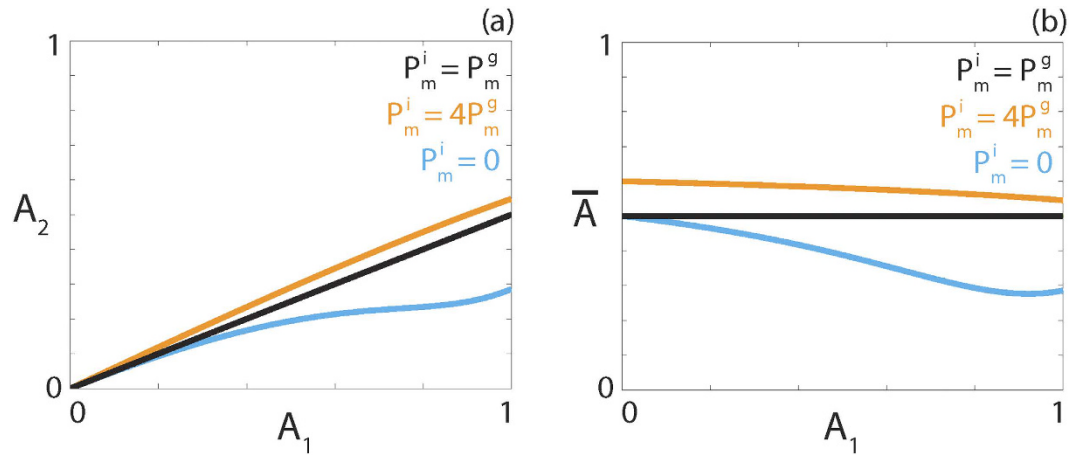 (a)
1
P_m^i = P_m^g
P_m^i = 4P_m^g
P_m^i = 0
A_2
0
0
1
A_1
(b)
1
P_m^i = P_m^g
P_m^i = 4P_m^g
P_m^i = 0
A̅
0
0
1
A_1